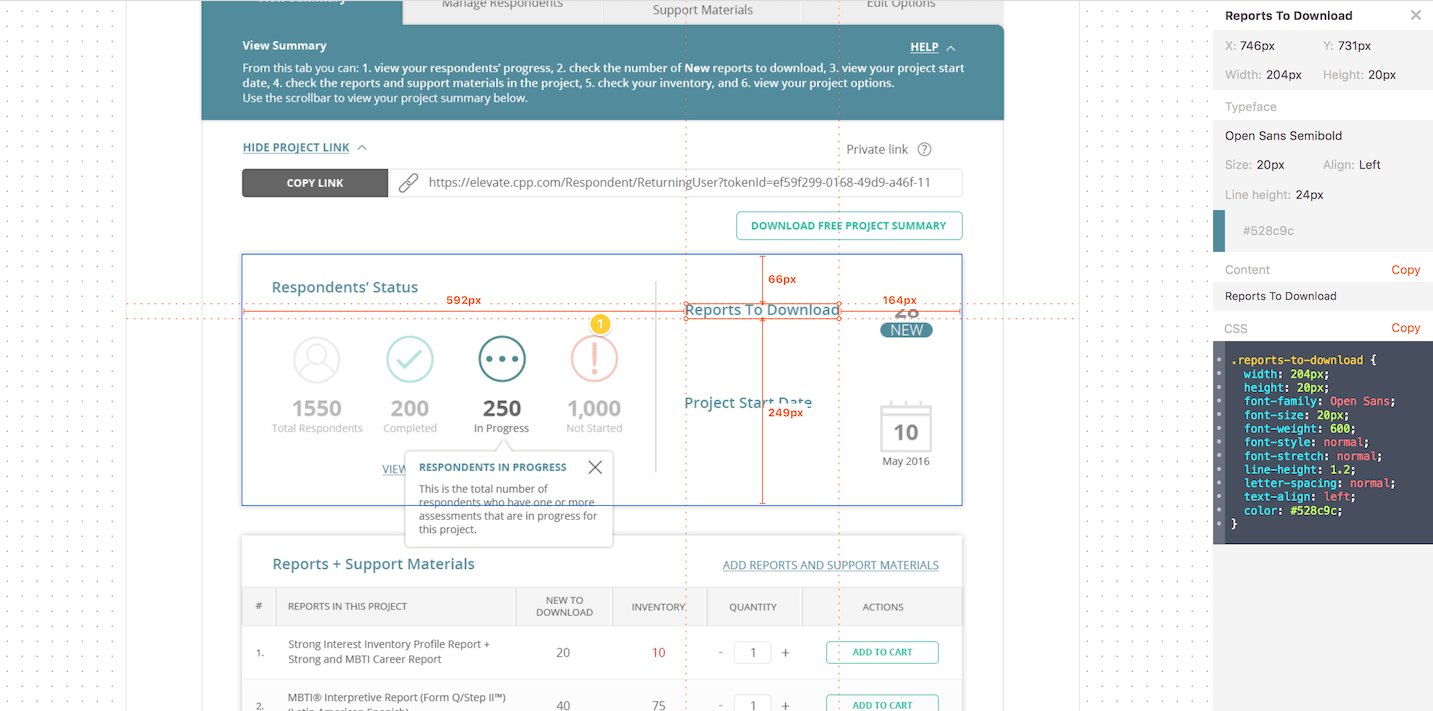 View Summary
Manage Respondents
Support Materials
Edit Options
View Summary
HELP
From this tab you can: 1. view your respondents' progress, 2. check the number of New reports to download, 3. view your project start
date, 4. check the reports and support materials in the project, 5. check your inventory, and 6. view your project options.
Use the scrollbar to view your project summary below.
HIDE PROJECT LINK
Private link ?
COPY LINK
https://elevate.cpp.com/Respondent/ReturningUser?tokenId=ef59f299-0168-49d9-a46f-11
DOWNLOAD FREE PROJECT SUMMARY
Respondents' Status
592px
66px
Reports To Download
164px
28
NEW
1
1550
Total Respondents
200
Completed
250
In Progress
1,000
Not Started
Project Start Date
249px
10
May 2016
VIEW
RESPONDENTS IN PROGRESS
This is the total number of
respondents who have one or more
assessments that are in progress for
this project.
Reports + Support Materials
ADD REPORTS AND SUPPORT MATERIALS
#
REPORTS IN THIS PROJECT
NEW TO
DOWNLOAD
INVENTORY
QUANTITY
ACTIONS
1.
Strong Interest Inventory Profile Report +
Strong and MBTI Career Report
20
10
- 1 +
ADD TO CART
2.
MBTI® Interpretive Report (Form Q/Step II™)
(Latin American Spanish)
40
75
- 1 +
ADD TO CART
Reports To Download
X: 746px
Y: 731px
Width: 204px
Height: 20px
Typeface
Open Sans Semibold
Size: 20px
Align: Left
Line height: 24px
#528c9c
Content
Copy
Reports To Download
CSS
Copy
.reports-to-download {
width: 204px;
height: 20px;
font-family: Open Sans;
font-size: 20px;
font-weight: 600;
font-style: normal;
font-stretch: normal;
line-height: 1.2;
letter-spacing: normal;
text-align: left;
color: #528c9c;
}